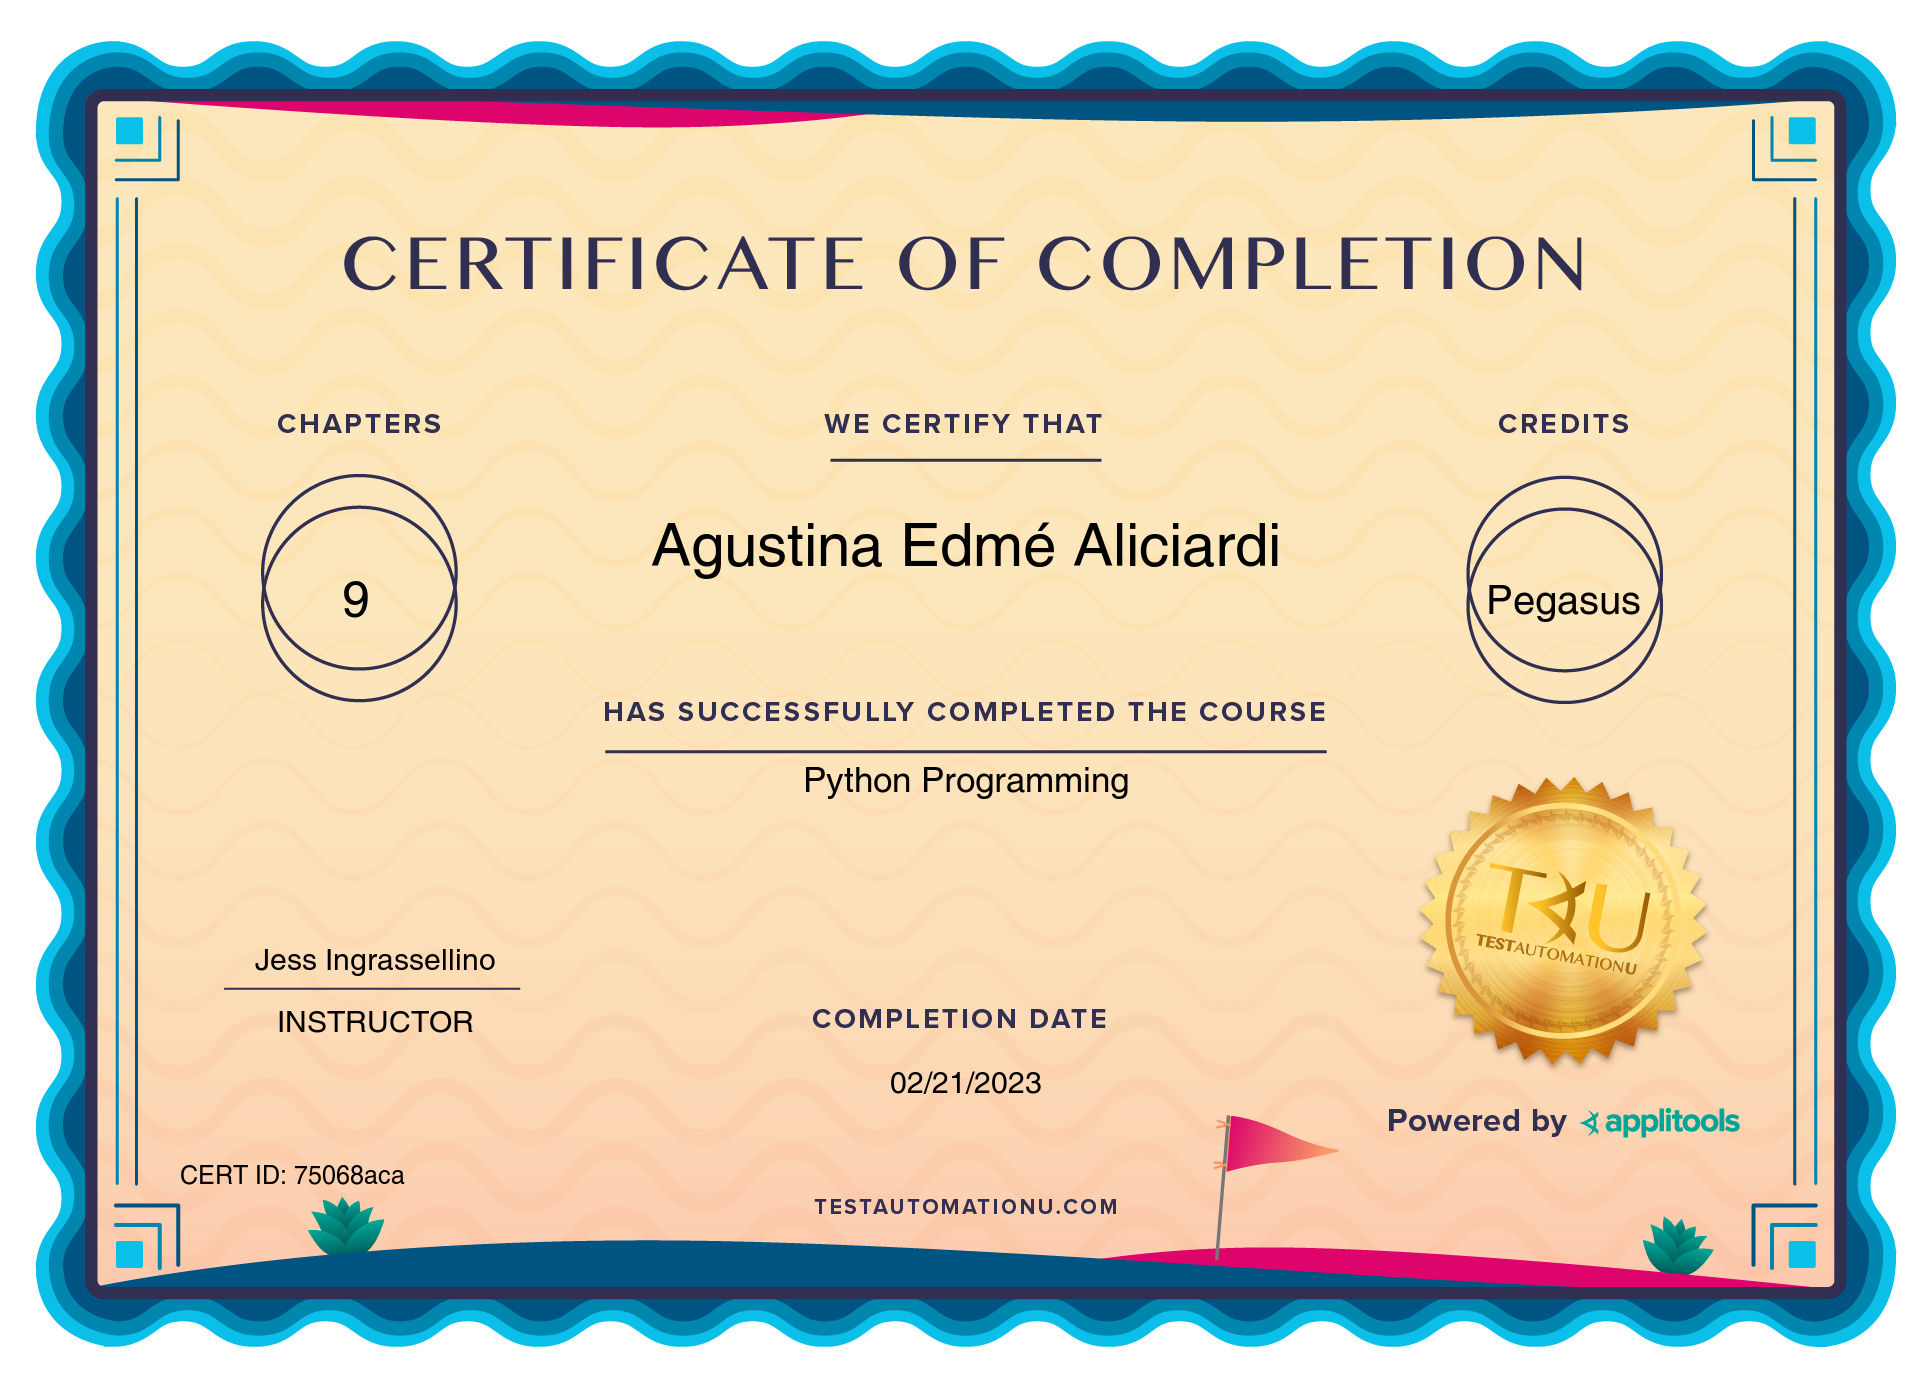 CERTIFICATE OF COMPLETION
CHAPTERS
9
WE CERTIFY THAT
Agustina Edmé Aliciardi
CREDITS
Pegasus
HAS SUCCESSFULLY COMPLETED THE COURSE
Python Programming
Jess Ingrassellino
INSTRUCTOR
COMPLETION DATE
02/21/2023
TAU
TESTAUTOMATIONU
Powered by applitools
CERT ID: 75068aca
TESTAUTOMATIONU.COM